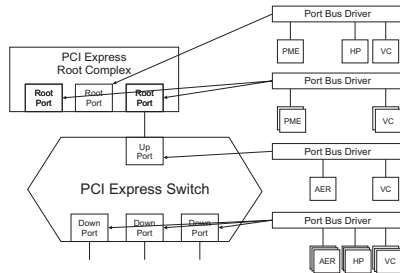 Port Bus Driver
PME
HP
VC
PCI Express
Root Complex
Root
Port
Root
Port
Root
Port
Port Bus Driver
PME
VC
Up
Port
Port Bus Driver
AER
VC
PCI Express Switch
Down
Port
Down
Port
Down
Port
Port Bus Driver
AER
HP
VC